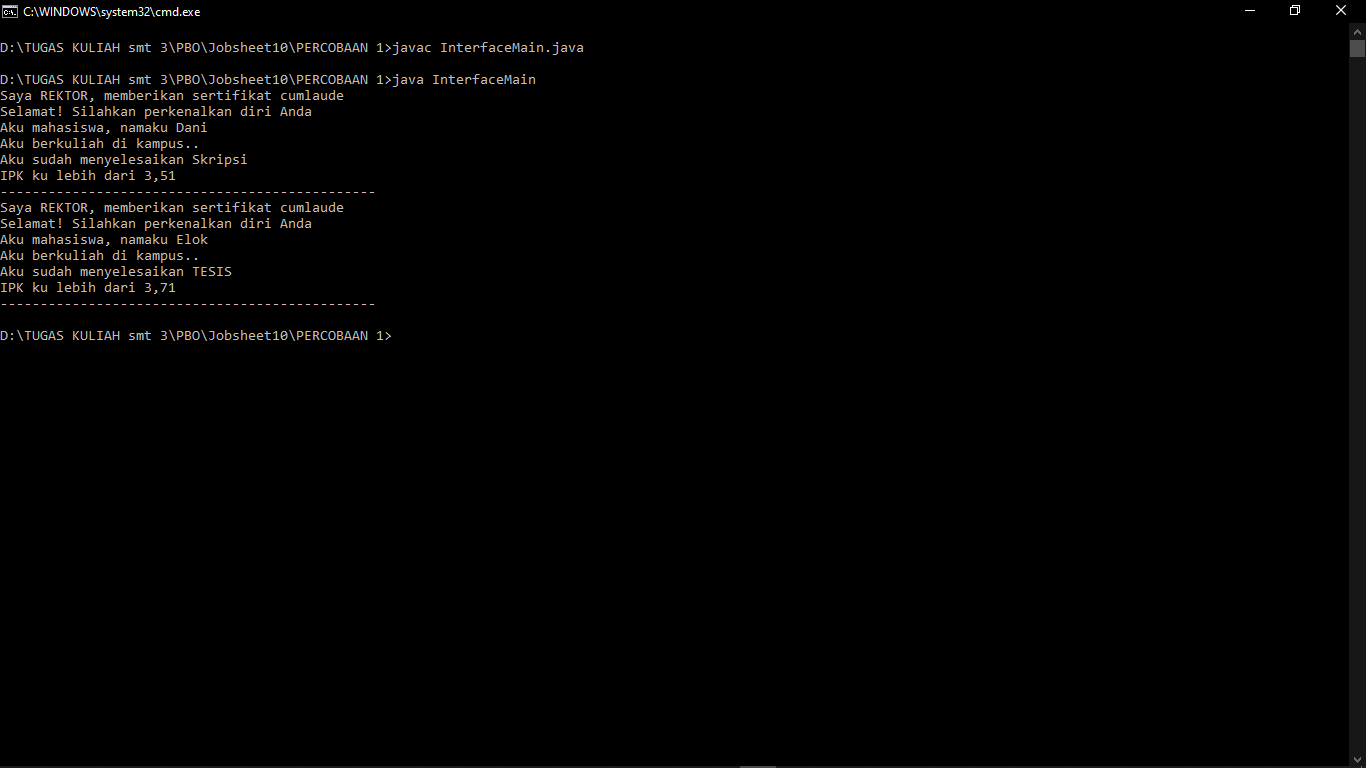 C:\WINDOWS\system32\cmd.exe
D:\TUGAS KULIAH smt 3\PBO\Jobsheet10\PERCOBAAN 1>javac InterfaceMain.java
D:\TUGAS KULIAH smt 3\PBO\Jobsheet10\PERCOBAAN 1>java InterfaceMain
Saya REKTOR, memberikan sertifikat cumlaude
Selamat! Silahkan perkenalkan diri Anda
Aku mahasiswa, namaku Dani
Aku berkuliah di kampus..
Aku sudah menyelesaikan Skripsi
IPK ku lebih dari 3,51
-----------------------------------------------
Saya REKTOR, memberikan sertifikat cumlaude
Selamat! Silahkan perkenalkan diri Anda
Aku mahasiswa, namaku Elok
Aku berkuliah di kampus..
Aku sudah menyelesaikan TESIS
IPK ku lebih dari 3,71
-----------------------------------------------
D:\TUGAS KULIAH smt 3\PBO\Jobsheet10\PERCOBAAN 1>